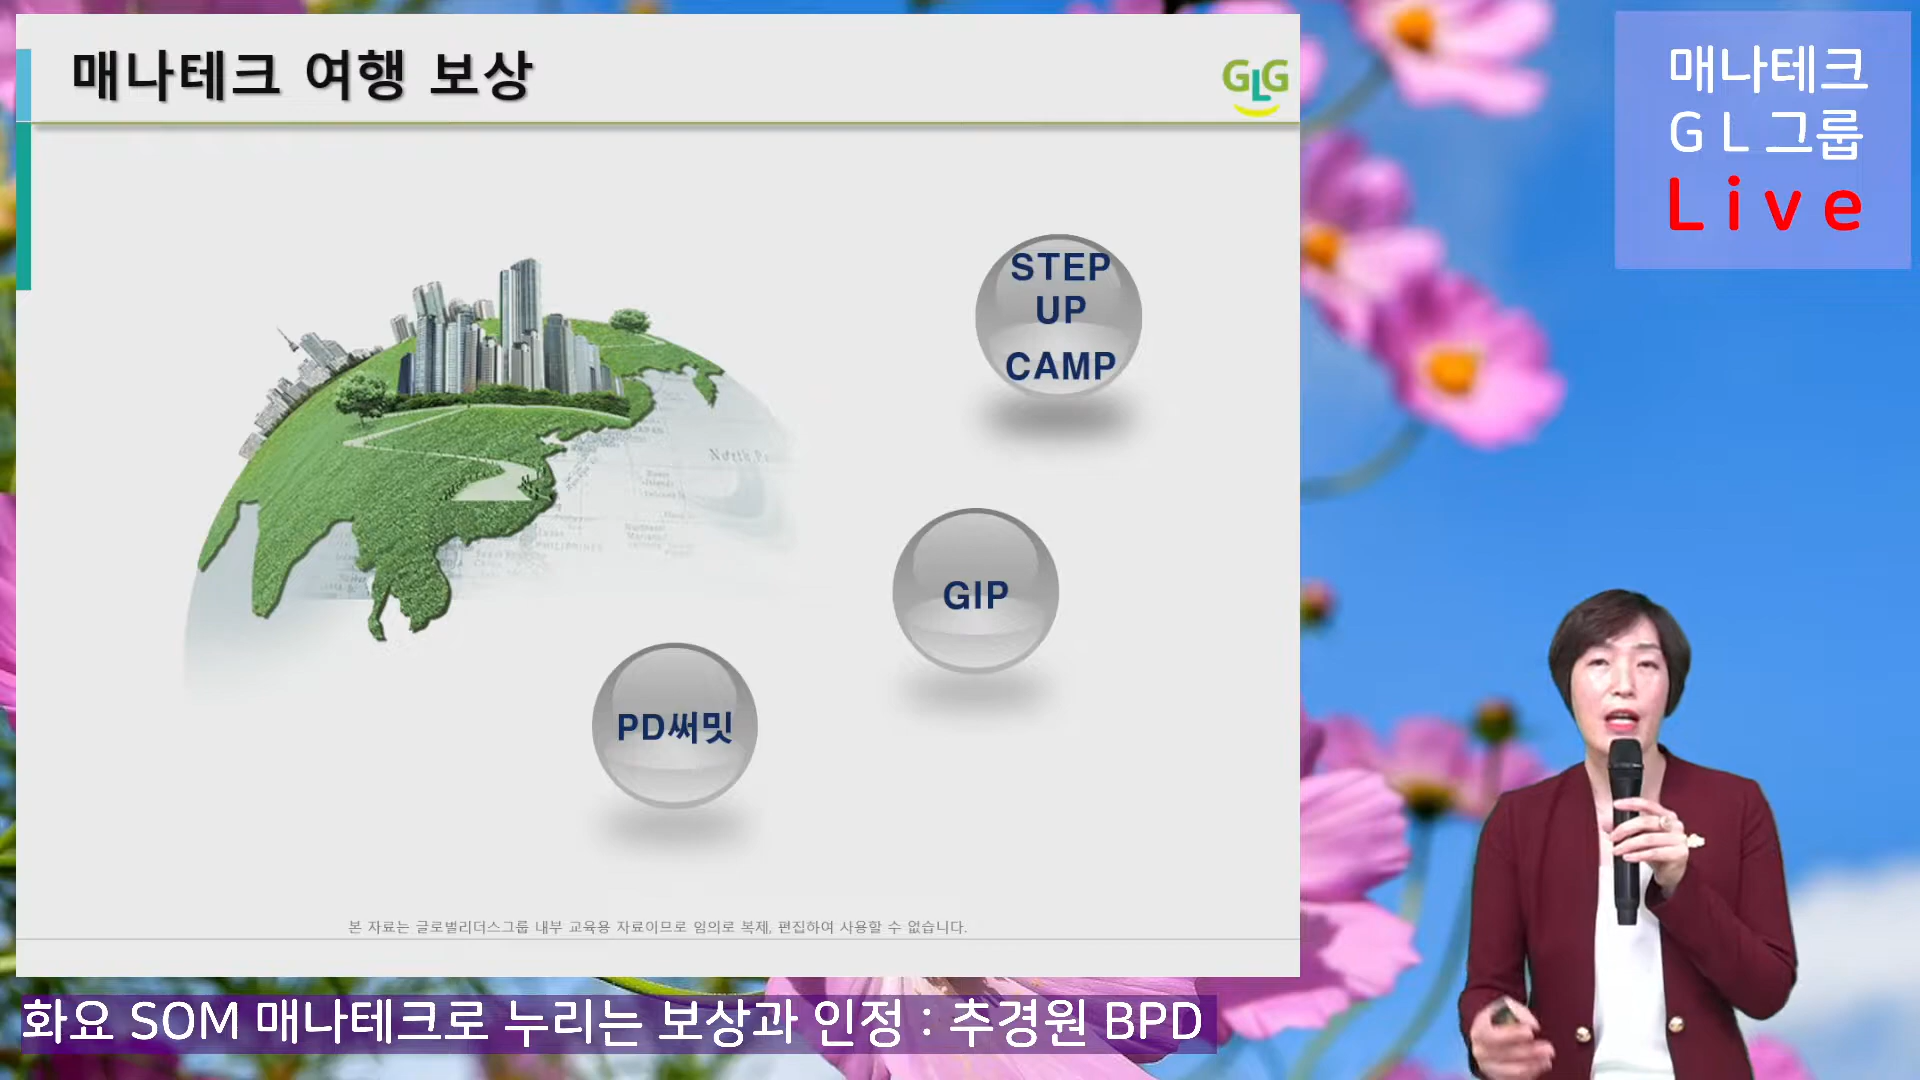 매나테크 여행 보상
GLG
매나테크
G L 그룹
Live
STEP
UP
CAMP
GIP
PD써밋
North Pa
PHILIPPINES
본 자료는 글로벌리더스그룹 내부 교육용 자료이므로 임의로 복제, 편집하여 사용할 수 없습니다.
화요 SOM 매나테크로 누리는 보상과 인정 : 추경원 BPD